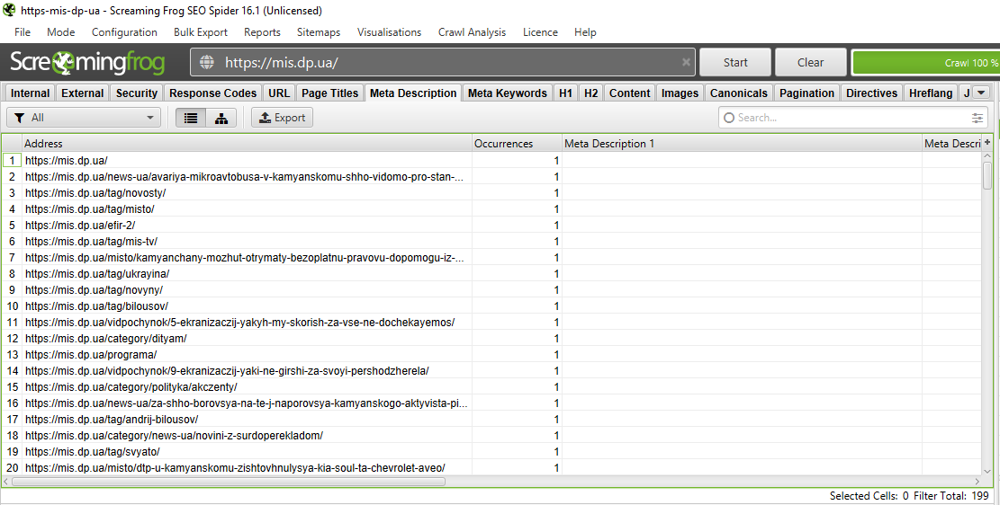 https-mis-dp-ua - Screaming Frog SEO Spider 16.1 (Unlicensed)
File Mode Configuration Bulk Export Reports Sitemaps Visualisations Crawl Analysis Licence Help
Screamingfrog https://mis.dp.ua/ Start Clear Crawl 100 %
Internal External Security Response Codes URL Page Titles Meta Description Meta Keywords H1 H2 Content Images Canonicals Pagination Directives Hreflang J
All Export Search...
Address Occurrences Meta Description 1 Meta Descri
1 https://mis.dp.ua/ 1
2 https://mis.dp.ua/news-ua/avariya-mikroavtobusa-v-kamyanskomu-shho-vidomo-pro-stan-... 1
3 https://mis.dp.ua/tag/novosty/ 1
4 https://mis.dp.ua/tag/misto/ 1
5 https://mis.dp.ua/efir-2/ 1
6 https://mis.dp.ua/tag/mis-tv/ 1
7 https://mis.dp.ua/misto/kamyanchany-mozhut-otrymaty-bezoplatnu-pravovu-dopomogu-iz-... 1
8 https://mis.dp.ua/tag/ukrayina/ 1
9 https://mis.dp.ua/tag/novyny/ 1
10 https://mis.dp.ua/tag/bilousov/ 1
11 https://mis.dp.ua/vidpochynok/5-ekranizaczij-yakyh-my-skorish-za-vse-ne-dochekayemos/ 1
12 https://mis.dp.ua/category/dityam/ 1
13 https://mis.dp.ua/programa/ 1
14 https://mis.dp.ua/vidpochynok/9-ekranizaczij-yaki-ne-girshi-za-svoyi-pershodzherela/ 1
15 https://mis.dp.ua/category/polityka/akczenty/ 1
16 https://mis.dp.ua/news-ua/za-shho-borovsya-na-te-j-naporovsya-kamyanskogo-aktyvista-pi... 1
17 https://mis.dp.ua/tag/andrij-bilousov/ 1
18 https://mis.dp.ua/category/news-ua/novini-z-surdoperekladom/ 1
19 https://mis.dp.ua/tag/svyato/ 1
20 https://mis.dp.ua/misto/dtp-u-kamyanskomu-zishtovhnulysya-kia-soul-ta-chevrolet-aveo/ 1
Selected Cells: 0 Filter Total: 199